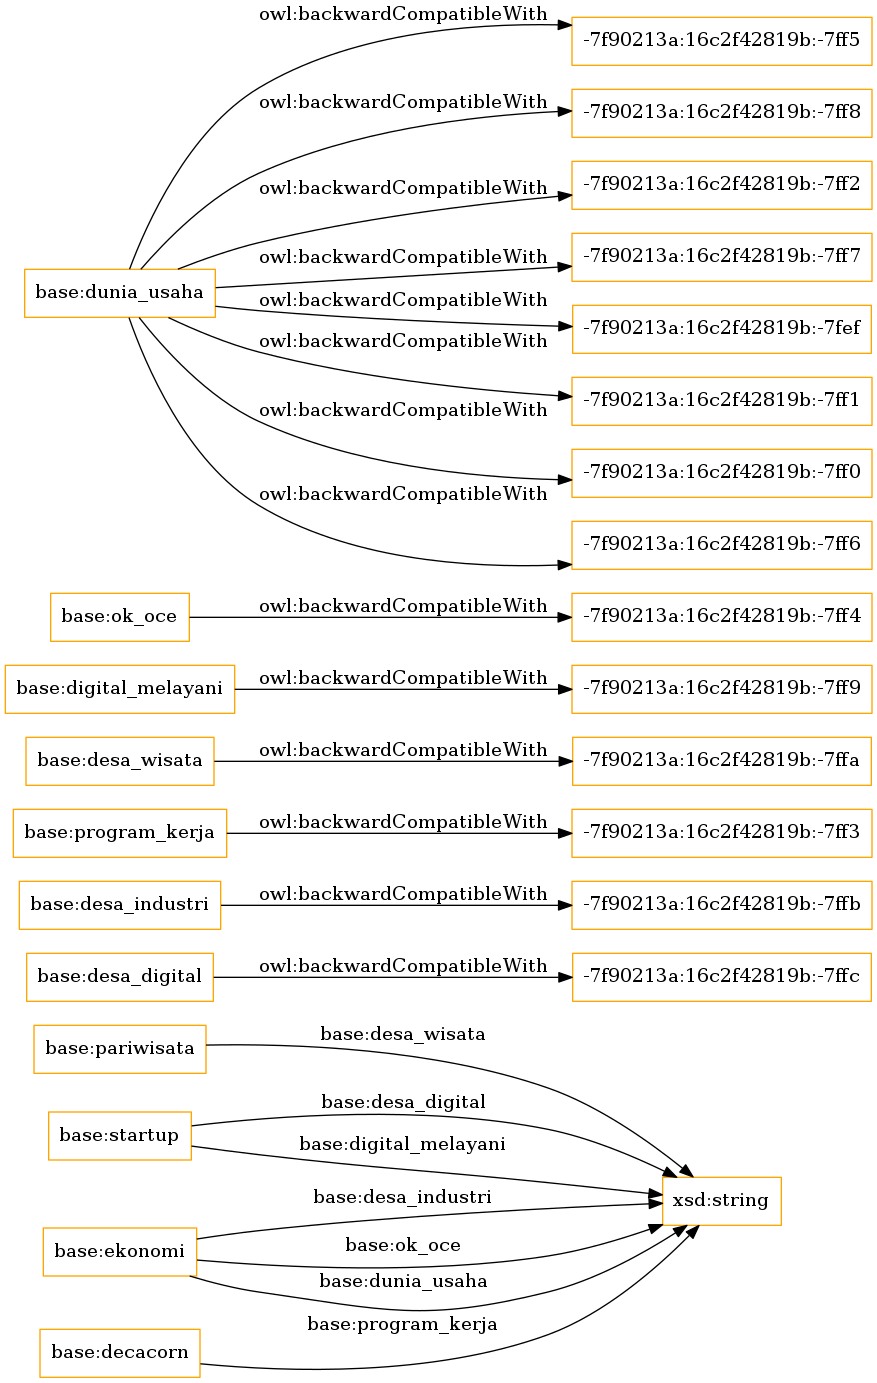 owl:backwardCompatibleWith
-7f90213a:16c2f42819b:-7ff5
owl:backwardCompatibleWith
-7f90213a:16c2f42819b:-7ff8
owl:backwardCompatibleWith
-7f90213a:16c2f42819b:-7ff2
owl:backwardCompatibleWith
-7f90213a:16c2f42819b:-7ff7
base:dunia_usaha
owl:backwardCompatibleWith
-7f90213a:16c2f42819b:-7fef
owl:backwardCompatibleWith
-7f90213a:16c2f42819b:-7ff1
owl:backwardCompatibleWith
-7f90213a:16c2f42819b:-7ff0
owl:backwardCompatibleWith
-7f90213a:16c2f42819b:-7ff6
base:ok_oce
owl:backwardCompatibleWith
-7f90213a:16c2f42819b:-7ff4
base:digital_melayani
owl:backwardCompatibleWith
-7f90213a:16c2f42819b:-7ff9
base:desa_wisata
owl:backwardCompatibleWith
-7f90213a:16c2f42819b:-7ffa
base:program_kerja
owl:backwardCompatibleWith
-7f90213a:16c2f42819b:-7ff3
base:desa_industri
owl:backwardCompatibleWith
-7f90213a:16c2f42819b:-7ffb
base:desa_digital
owl:backwardCompatibleWith
-7f90213a:16c2f42819b:-7ffc
base:pariwisata
base:desa_wisata
base:startup
base:desa_digital
base:digital_melayani
xsd:string
base:ekonomi
base:desa_industri
base:ok_oce
base:dunia_usaha
base:decacorn
base:program_kerja